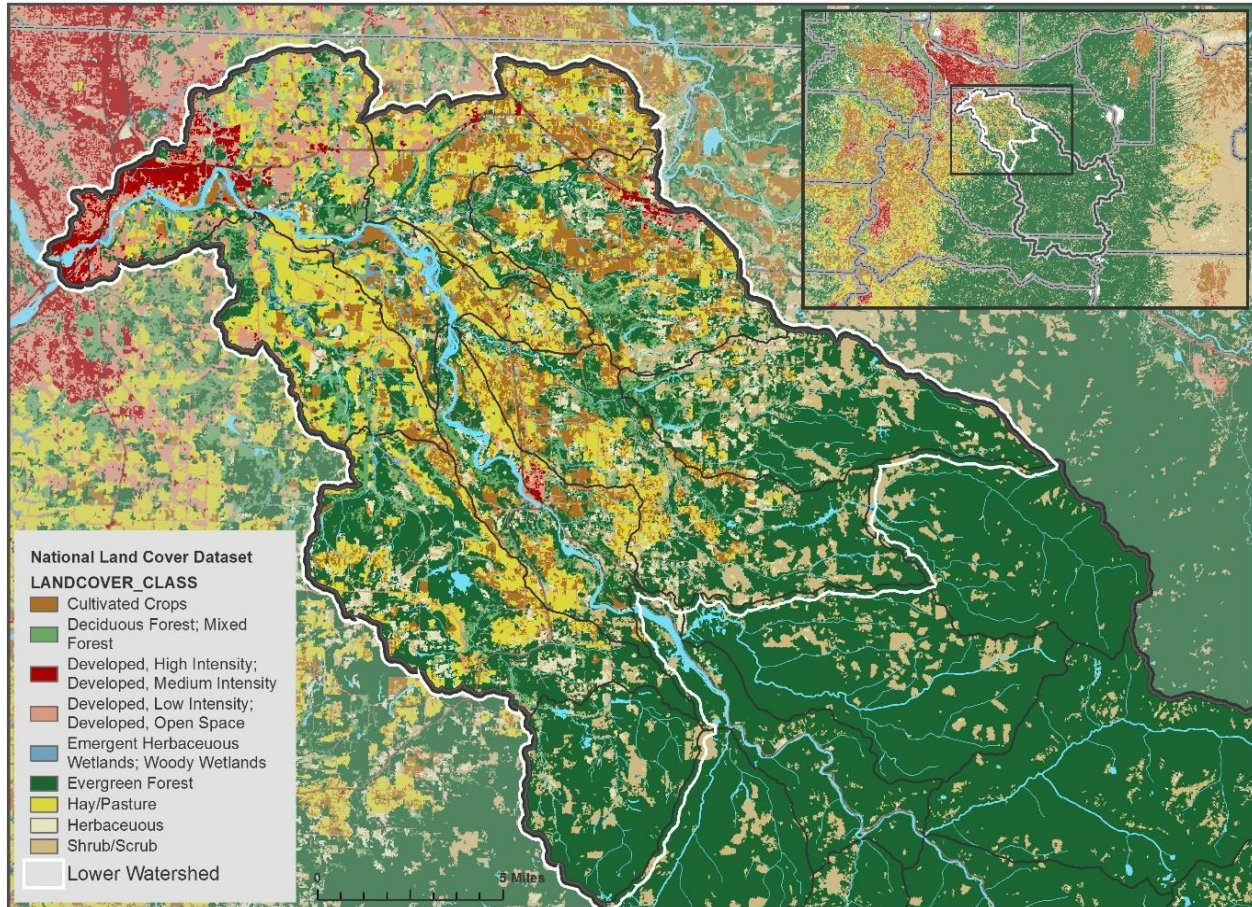 National Land Cover Dataset
LANDCOVER_CLASS
Cultivated Crops
Deciduous Forest; Mixed
Forest
Developed, High Intensity;
Developed, Medium Intensity
Developed, Low Intensity;
Developed, Open Space
Emergent Herbaceuous
Wetlands; Woody Wetlands
Evergreen Forest
Hay/Pasture
Herbaceuous
Shrub/Scrub
Lower Watershed
0 5 Miles